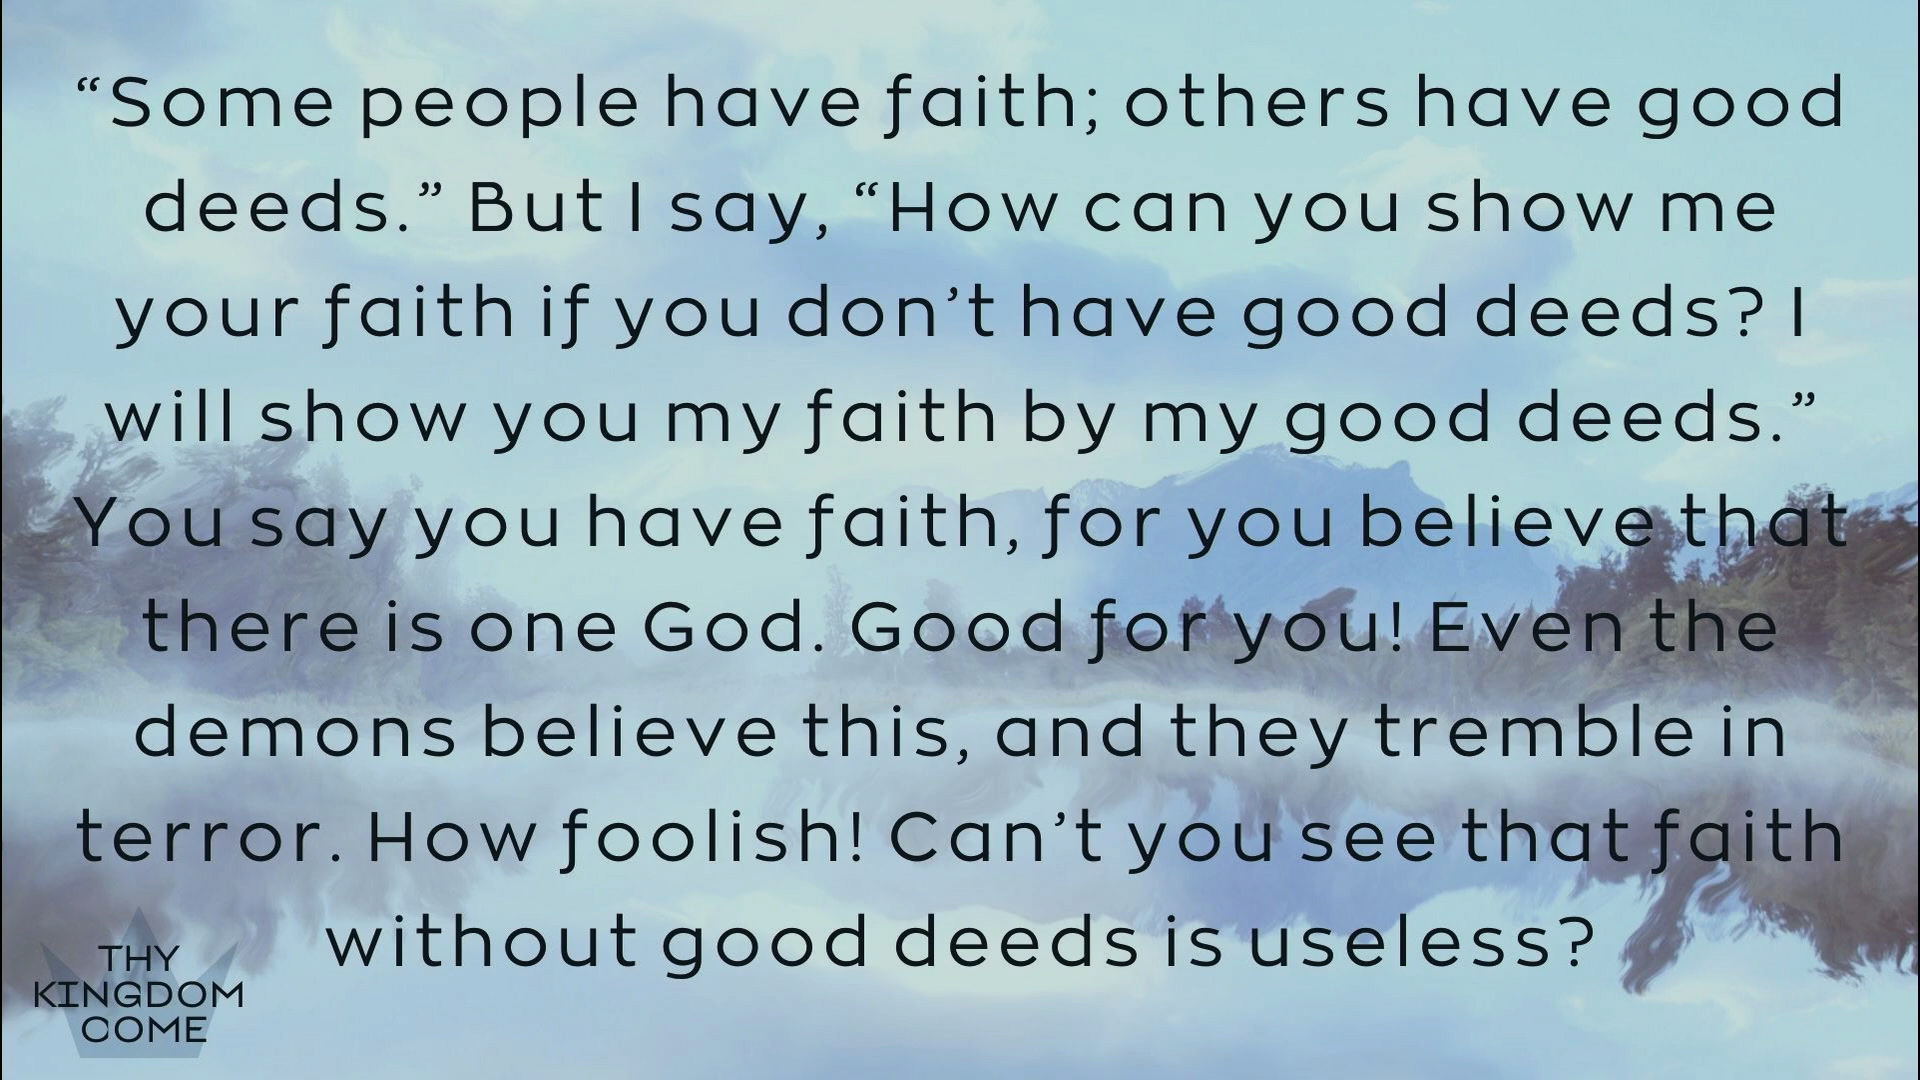 “Some people have faith; others have good
deeds.” But I say, “How can you show me
your faith if you don’t have good deeds? I
will show you my faith by my good deeds.”
You say you have faith, for you believe that
there is one God. Good for you! Even the
demons believe this, and they tremble in
terror. How foolish! Can’t you see that faith
without good deeds is useless?
THY
KINGDOM
COME